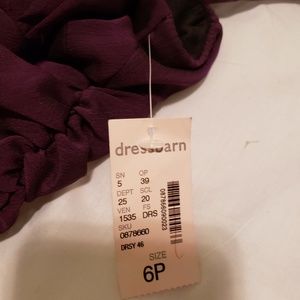 dressbarn
SN OP
5 39
DEPT SCL
25 20
VEN FS
1535 DRS
SKU
0878660
DRSY 46
SIZE
6P